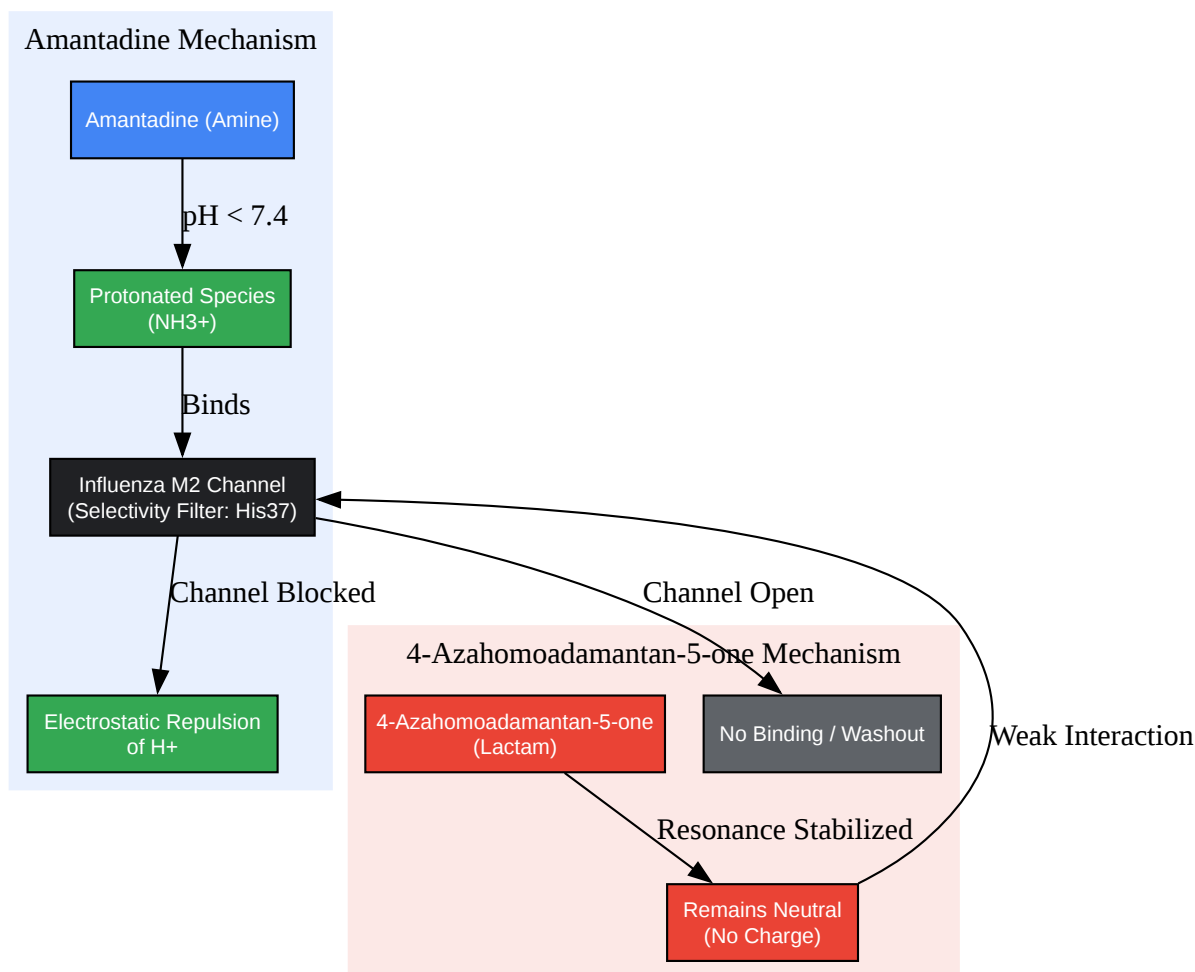 Amantadine Mechanism
Amantadine (Amine)
pH < 7.4
Protonated Species
(NH3+)
Binds
Influenza M2 Channel
(Selectivity Filter: His37)
Channel Blocked
Channel Open
Electrostatic Repulsion
of H+
4-Azahomoadamantan-5-one Mechanism
4-Azahomoadamantan-5-one
(Lactam)
No Binding / Washout
Weak Interaction
Resonance Stabilized
Remains Neutral
(No Charge)